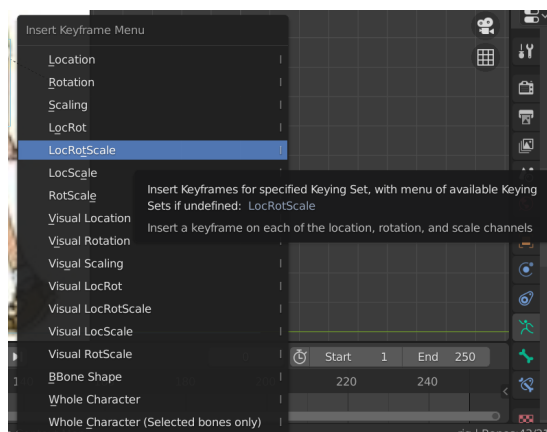 Insert Keyframe Menu
Location I
Rotation I
Scaling I
LocRot I
LocRotScale I
LocScale
RotScale
Visual Location
Visual Rotation
Visual Scaling I
Visual LocRot I
Visual LocRotScale I
Visual LocScale I
Visual RotScale I
BBone Shape I
Whole Character I
Whole Character (Selected bones only) I
Insert Keyframes for specified Keying Set, with menu of available Keying
Sets if undefined: LocRotScale
Insert a keyframe on each of the location, rotation, and scale channels
Start 1 End 250
220 240